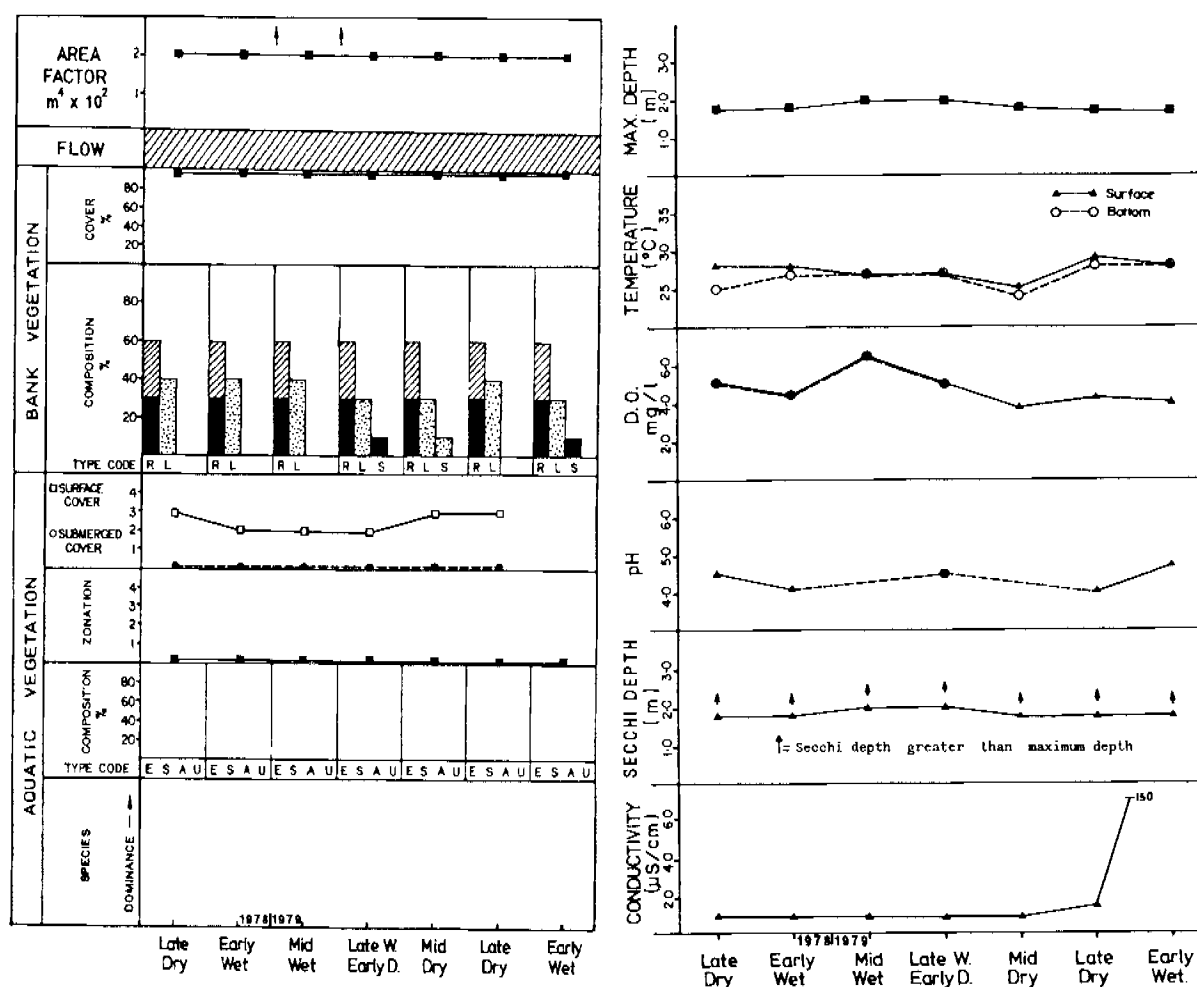 AREA
FACTOR
m⁴ x 10²
2
1
FLOW
BANK VEGETATION
COVER
%
80
60
40
20
COMPOSITION
%
80
60
40
20
TYPE CODE
R L
R L
R L
R L S
R L S
R L
R L S
AQUATIC VEGETATION
□ SURFACE
COVER
○ SUBMERGED
COVER
4
3
2
1
ZONATION
4
3
2
1
COMPOSITION
%
80
60
40
20
TYPE CODE
E S A U
E S A U
E S A U
E S A U
E S A U
E S A U
E S A U
SPECIES
DOMINANCE →
1978|1979
Late
Dry
Early
Wet
Mid
Wet
Late W.
Early D.
Mid
Dry
Late
Dry
Early
Wet
MAX. DEPTH
(m)
3·0
2·0
1·0
TEMPERATURE
(°C)
35
30
25
Surface
Bottom
D.O.
mg/l
6·0
4·0
2·0
pH
6·0
5·0
4·0
SECCHI DEPTH
(m)
3·0
2·0
1·0
↑= Secchi depth greater than maximum depth
CONDUCTIVITY
(µS/cm)
6·0
4·0
2·0
150
1978|1979
Late
Dry
Early
Wet
Mid
Wet
Late W.
Early D.
Mid
Dry
Late
Dry
Early
Wet.